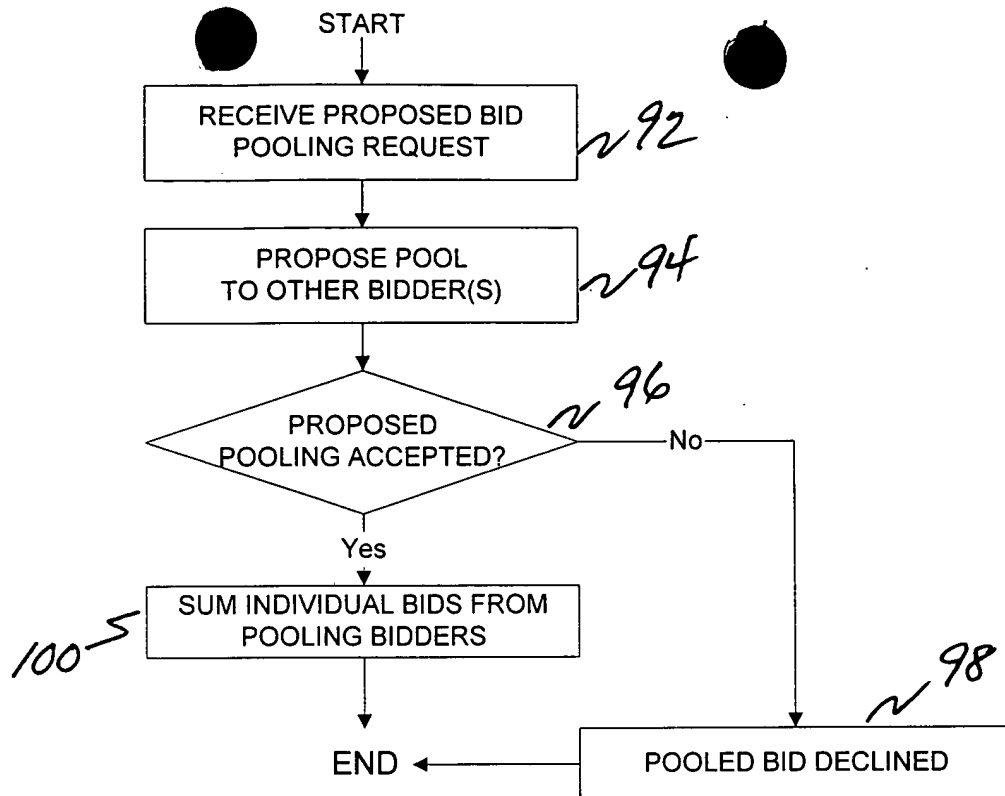 START
RECEIVE PROPOSED BID
POOLING REQUEST
92
PROPOSE POOL
TO OTHER BIDDER(S)
94
96
PROPOSED
POOLING ACCEPTED?
No
Yes
SUM INDIVIDUAL BIDS FROM
POOLING BIDDERS
100
98
END
POOLED BID DECLINED